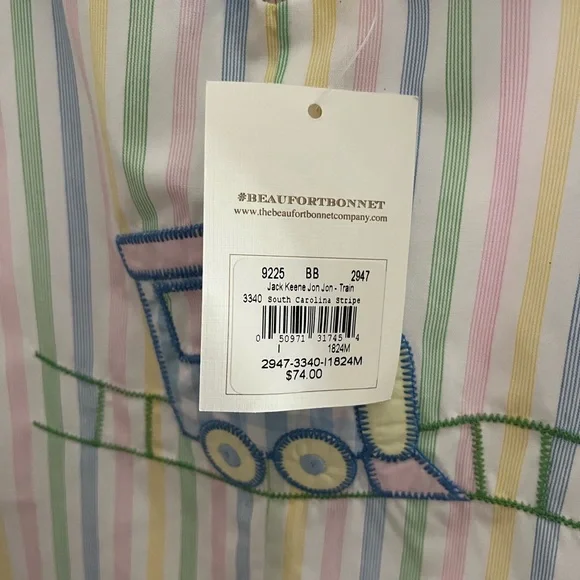 #BEAUFORTBONNET
www.thebeaufortbonnetcompany.com
9225 BB 2947
Jack Keene Jon Jon - Train
3340 South Carolina Stripe
0 50971 31745 4
I 1824M
2947-3340-I1824M
$74.00